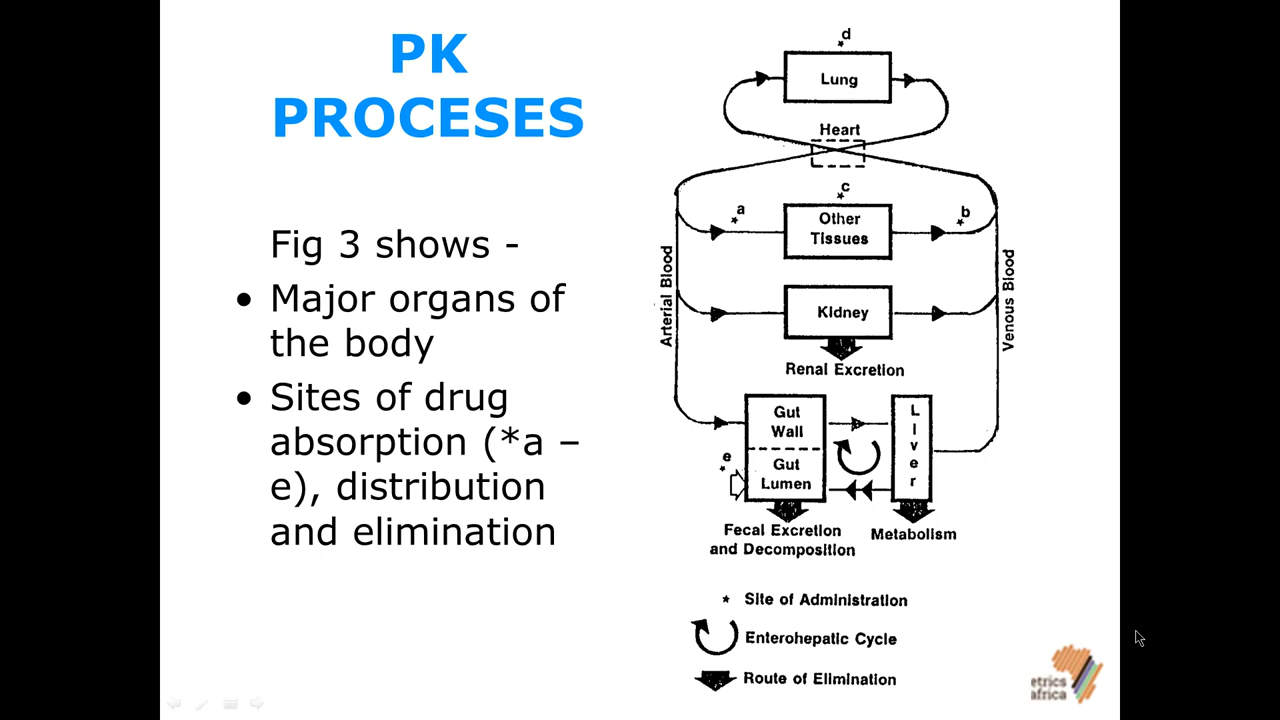 PK
PROCESES
Fig 3 shows -
• Major organs of
the body
• Sites of drug
absorption (*a –
e), distribution
and elimination
d
*
Lung
Heart
c
*
a
*
Other
Tissues
b
*
Arterial Blood
Venous Blood
Kidney
Renal Excretion
Gut
Wall
Gut
Lumen
Liver
e
*
Fecal Excretion
and Decomposition
Metabolism
* Site of Administration
Enterohepatic Cycle
Route of Elimination
etrics
africa